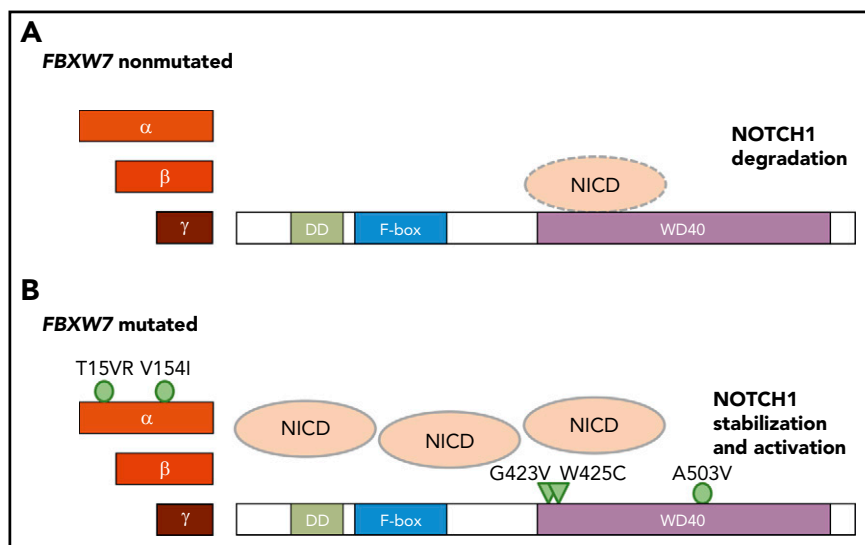 A
FBXW7 nonmutated
α
NOTCH1
degradation
β
NICD
γ
DD
F-box
WD40
B
FBXW7 mutated
T15VR V154I
α
NICD
NICD
NICD
NOTCH1
stabilization
and activation
β
G423V W425C
A503V
γ
DD
F-box
WD40